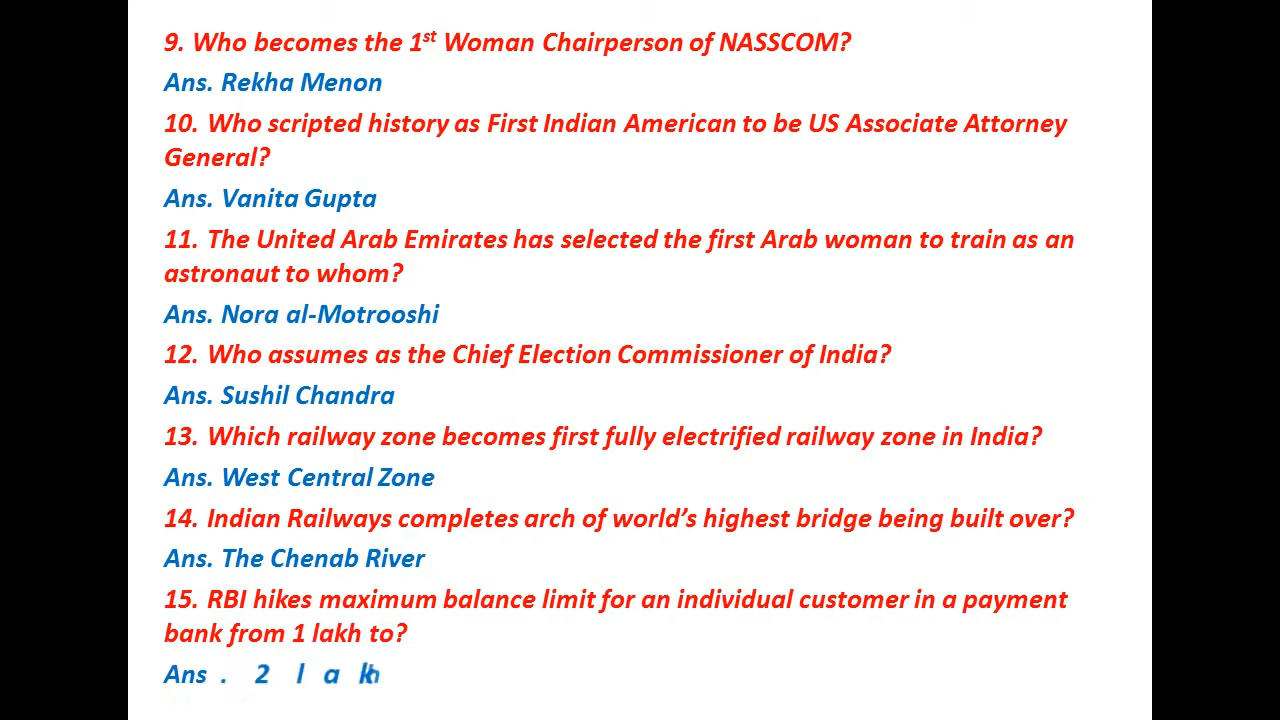 9. Who becomes the 1st Woman Chairperson of NASSCOM?
Ans. Rekha Menon
10. Who scripted history as First Indian American to be US Associate Attorney
General?
Ans. Vanita Gupta
11. The United Arab Emirates has selected the first Arab woman to train as an
astronaut to whom?
Ans. Nora al-Motrooshi
12. Who assumes as the Chief Election Commissioner of India?
Ans. Sushil Chandra
13. Which railway zone becomes first fully electrified railway zone in India?
Ans. West Central Zone
14. Indian Railways completes arch of world's highest bridge being built over?
Ans. The Chenab River
15. RBI hikes maximum balance limit for an individual customer in a payment
bank from 1 lakh to?
Ans. 2 lakh